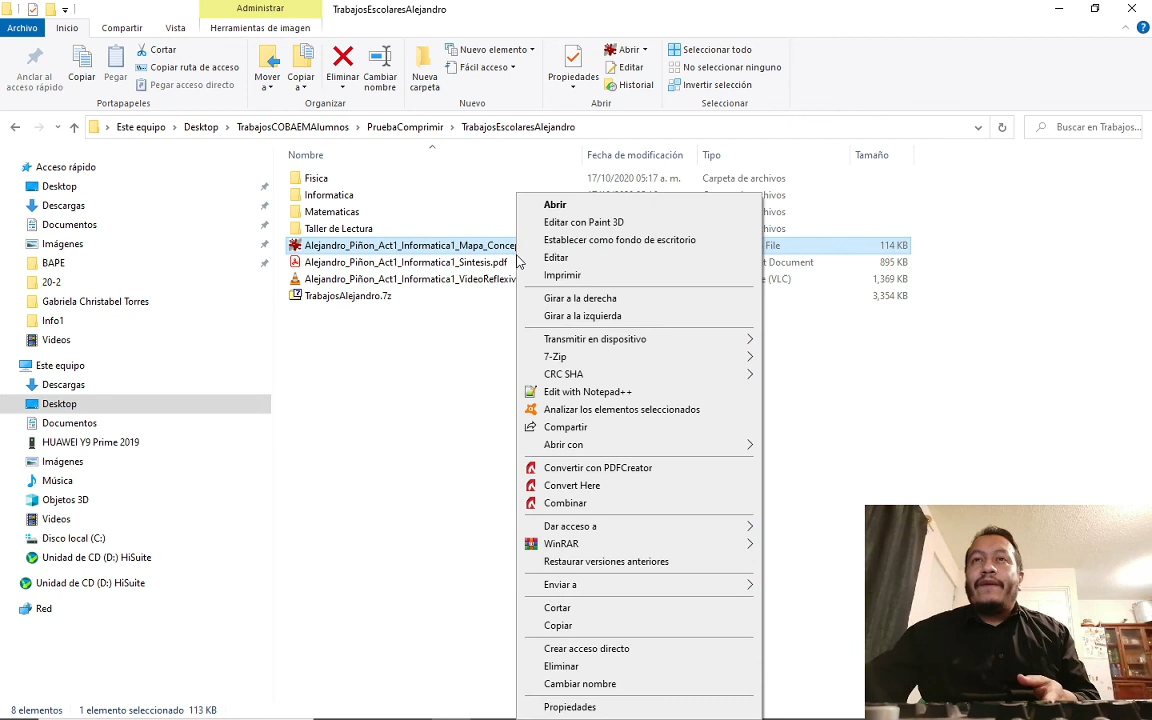 Administrar
TrabajosEscolaresAlejandro
Archivo
Inicio
Compartir
Vista
Herramientas de imagen
Anclar al acceso rápido
Copiar
Pegar
Cortar
Copiar ruta de acceso
Pegar acceso directo
Portapapeles
Mover a
Copiar a
Eliminar
Cambiar nombre
Organizar
Nueva carpeta
Nuevo elemento
Fácil acceso
Nuevo
Propiedades
Abrir
Editar
Historial
Abrir
Seleccionar todo
No seleccionar ninguno
Invertir selección
Seleccionar
Este equipo > Desktop > TrabajosCOBAEMAlumnos > PruebaComprimir > TrabajosEscolaresAlejandro
Buscar en Trabajos...
Nombre
Fecha de modificación
Tipo
Tamaño
Acceso rápido
Desktop
Descargas
Documentos
Imágenes
BAPE
20-2
Gabriela Christabel Torres
Info1
Videos
Este equipo
Descargas
Desktop
Documentos
HUAWEI Y9 Prime 2019
Imágenes
Música
Objetos 3D
Videos
Disco local (C:)
Unidad de CD (D:) HiSuite
Unidad de CD (D:) HiSuite
Red
Fisica 17/10/2020 05:17 a. m. Carpeta de archivos
Informatica chivos
Matematicas chivos
Taller de Lectura chivos
Alejandro_Piñon_Act1_Informatica1_Mapa_Concep File 114 KB
Alejandro_Piñon_Act1_Informatica1_Sintesis.pdf t Document 895 KB
Alejandro_Piñon_Act1_Informatica1_VideoReflexiv e (VLC) 1,369 KB
TrabajosAlejandro.7z 3,354 KB
Abrir
Editar con Paint 3D
Establecer como fondo de escritorio
Editar
Imprimir
Girar a la derecha
Girar a la izquierda
Transmitir en dispositivo
7-Zip
CRC SHA
Edit with Notepad++
Analizar los elementos seleccionados
Compartir
Abrir con
Convertir con PDFCreator
Convert Here
Combinar
Dar acceso a
WinRAR
Restaurar versiones anteriores
Enviar a
Cortar
Copiar
Crear acceso directo
Eliminar
Cambiar nombre
Propiedades
8 elementos
1 elemento seleccionado 113 KB